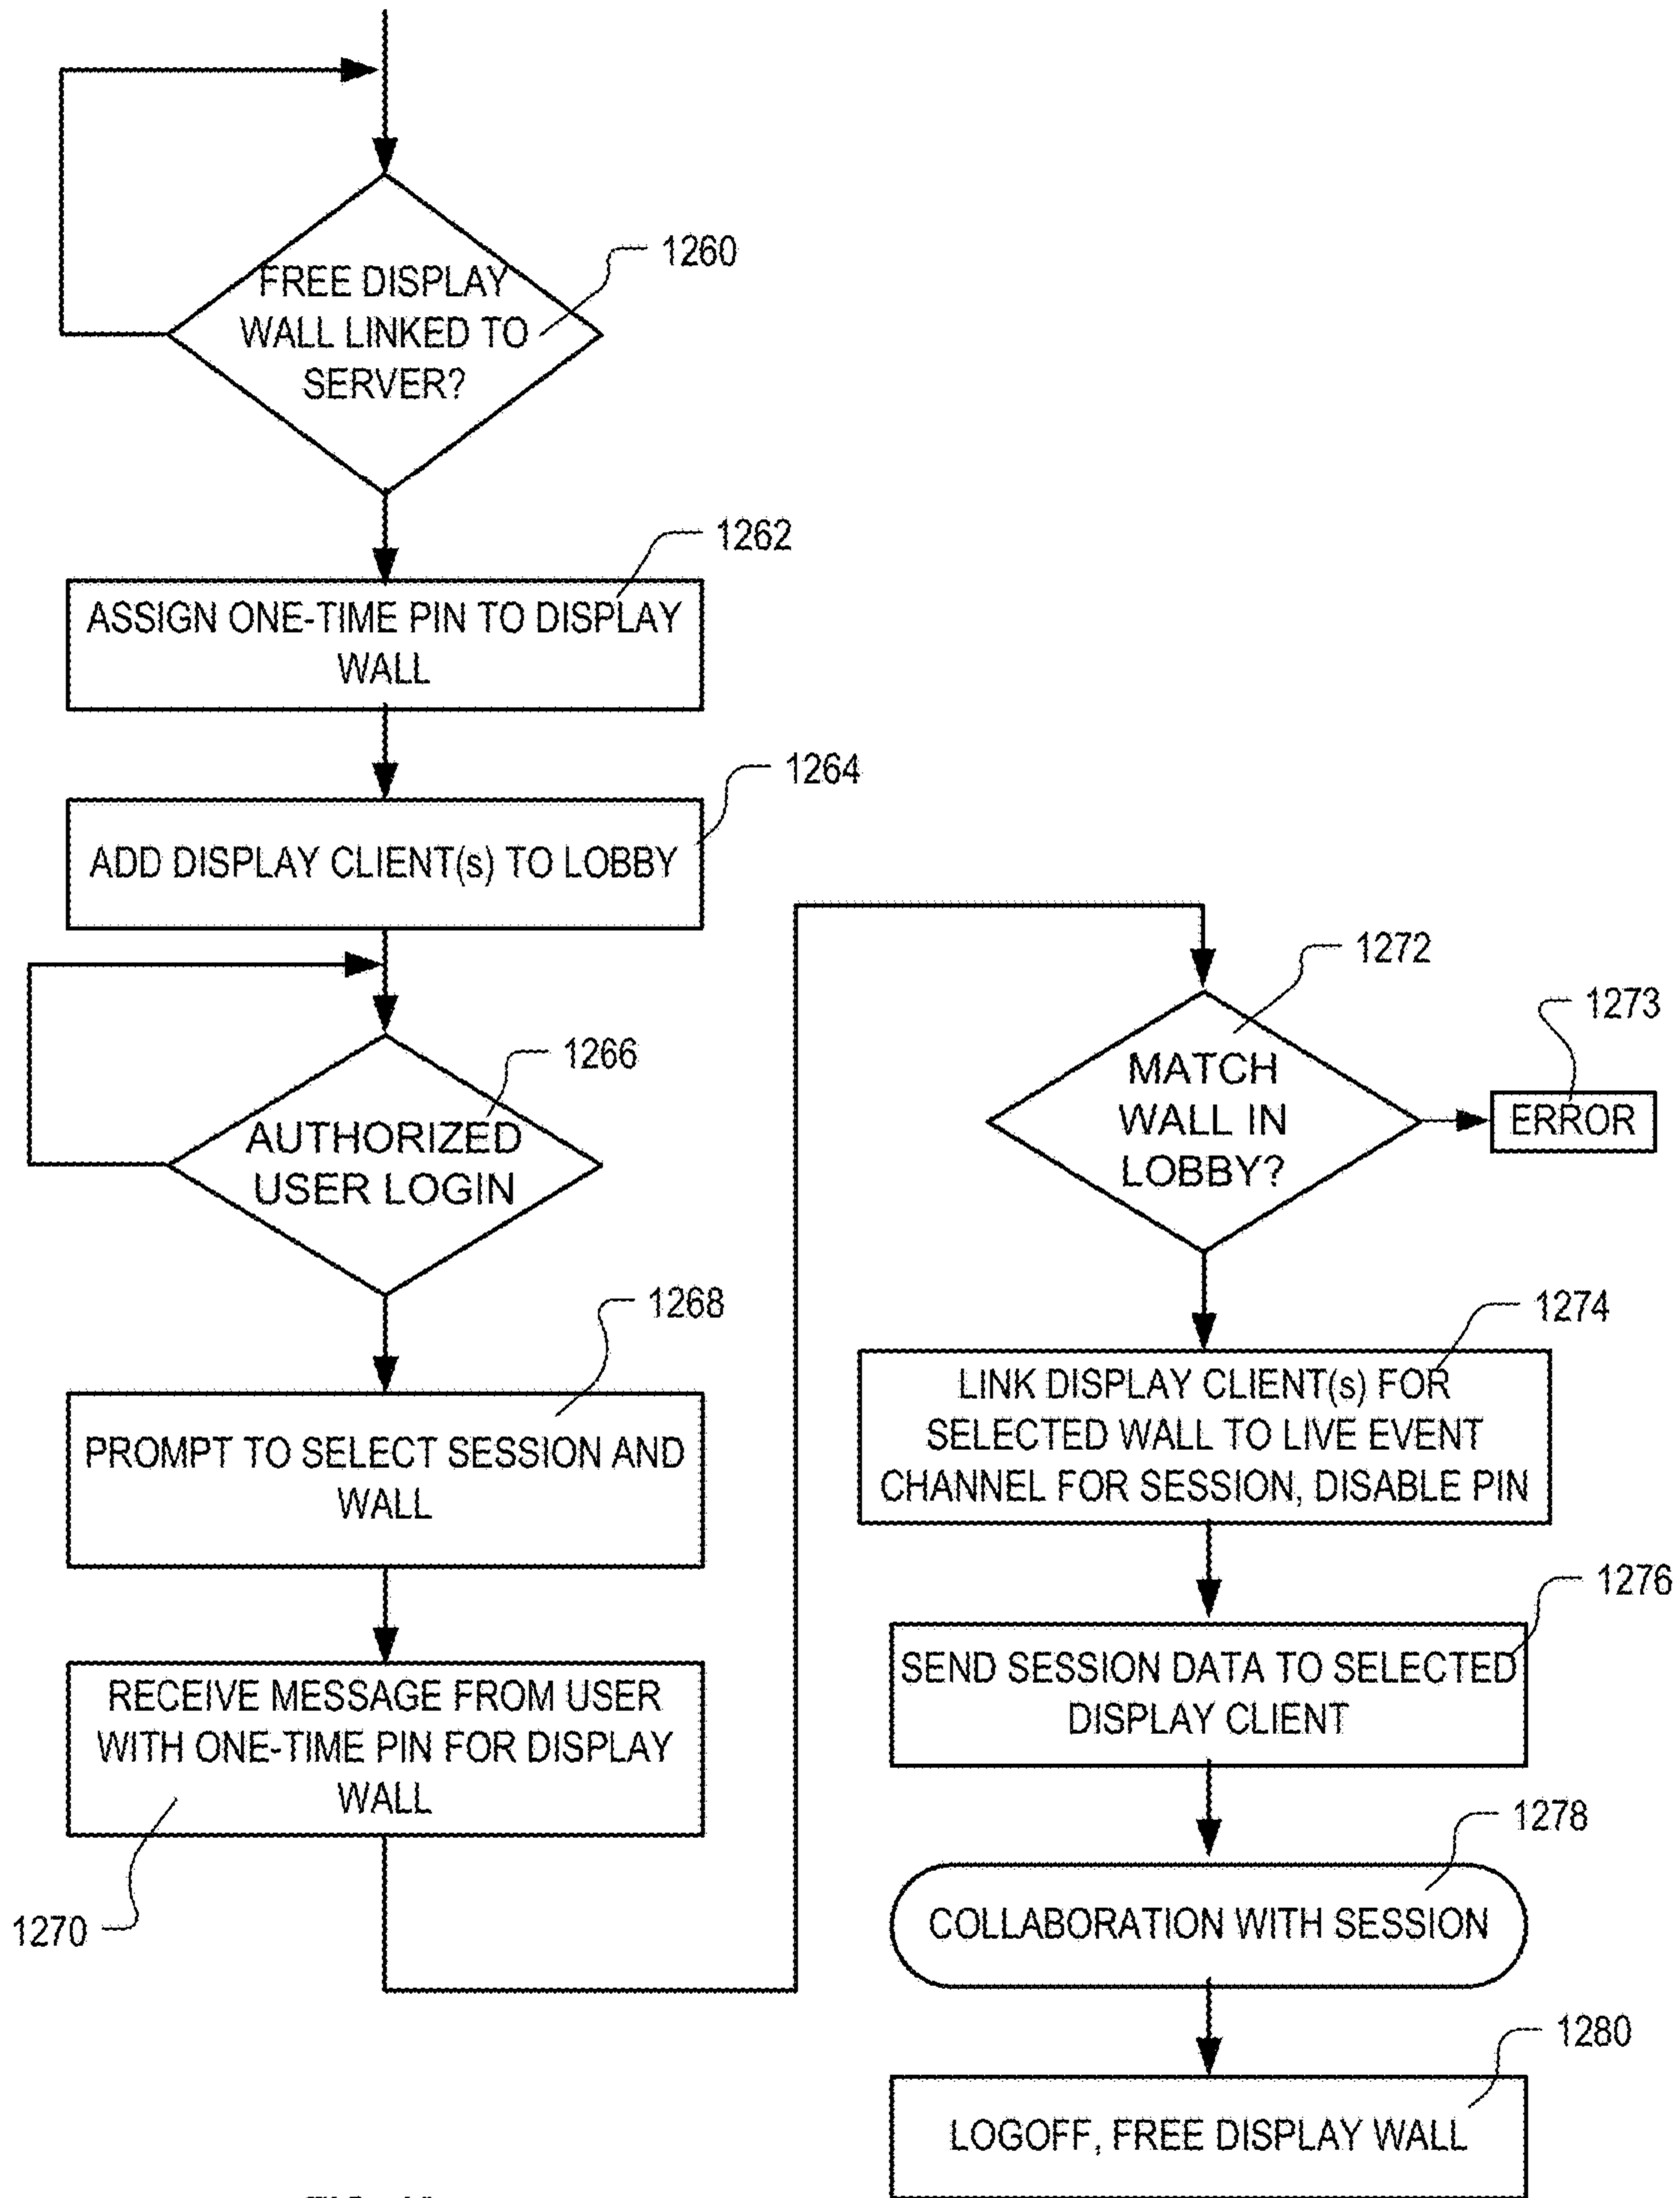 1260
FREE DISPLAY
WALL LINKED TO
SERVER?
1262
ASSIGN ONE-TIME PIN TO DISPLAY
WALL
1264
ADD DISPLAY CLIENT(s) TO LOBBY
1266
AUTHORIZED
USER LOGIN
1268
PROMPT TO SELECT SESSION AND
WALL
RECEIVE MESSAGE FROM USER
WITH ONE-TIME PIN FOR DISPLAY
WALL
1270
1272
MATCH
WALL IN
LOBBY?
1273
ERROR
1274
LINK DISPLAY CLIENT(s) FOR
SELECTED WALL TO LIVE EVENT
CHANNEL FOR SESSION, DISABLE PIN
1276
SEND SESSION DATA TO SELECTED
DISPLAY CLIENT
1278
COLLABORATION WITH SESSION
1280
LOGOFF, FREE DISPLAY WALL